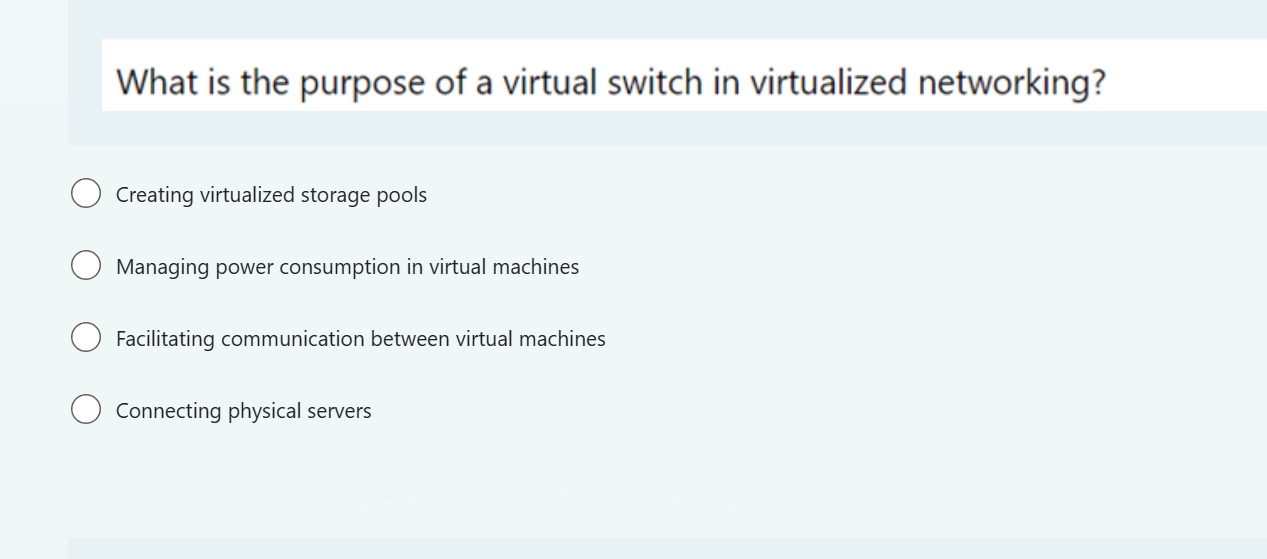 What is the purpose of a virtual switch in virtualized networking?
Creating virtualized storage pools
Managing power consumption in virtual machines
Facilitating communication between virtual machines
Connecting physical servers